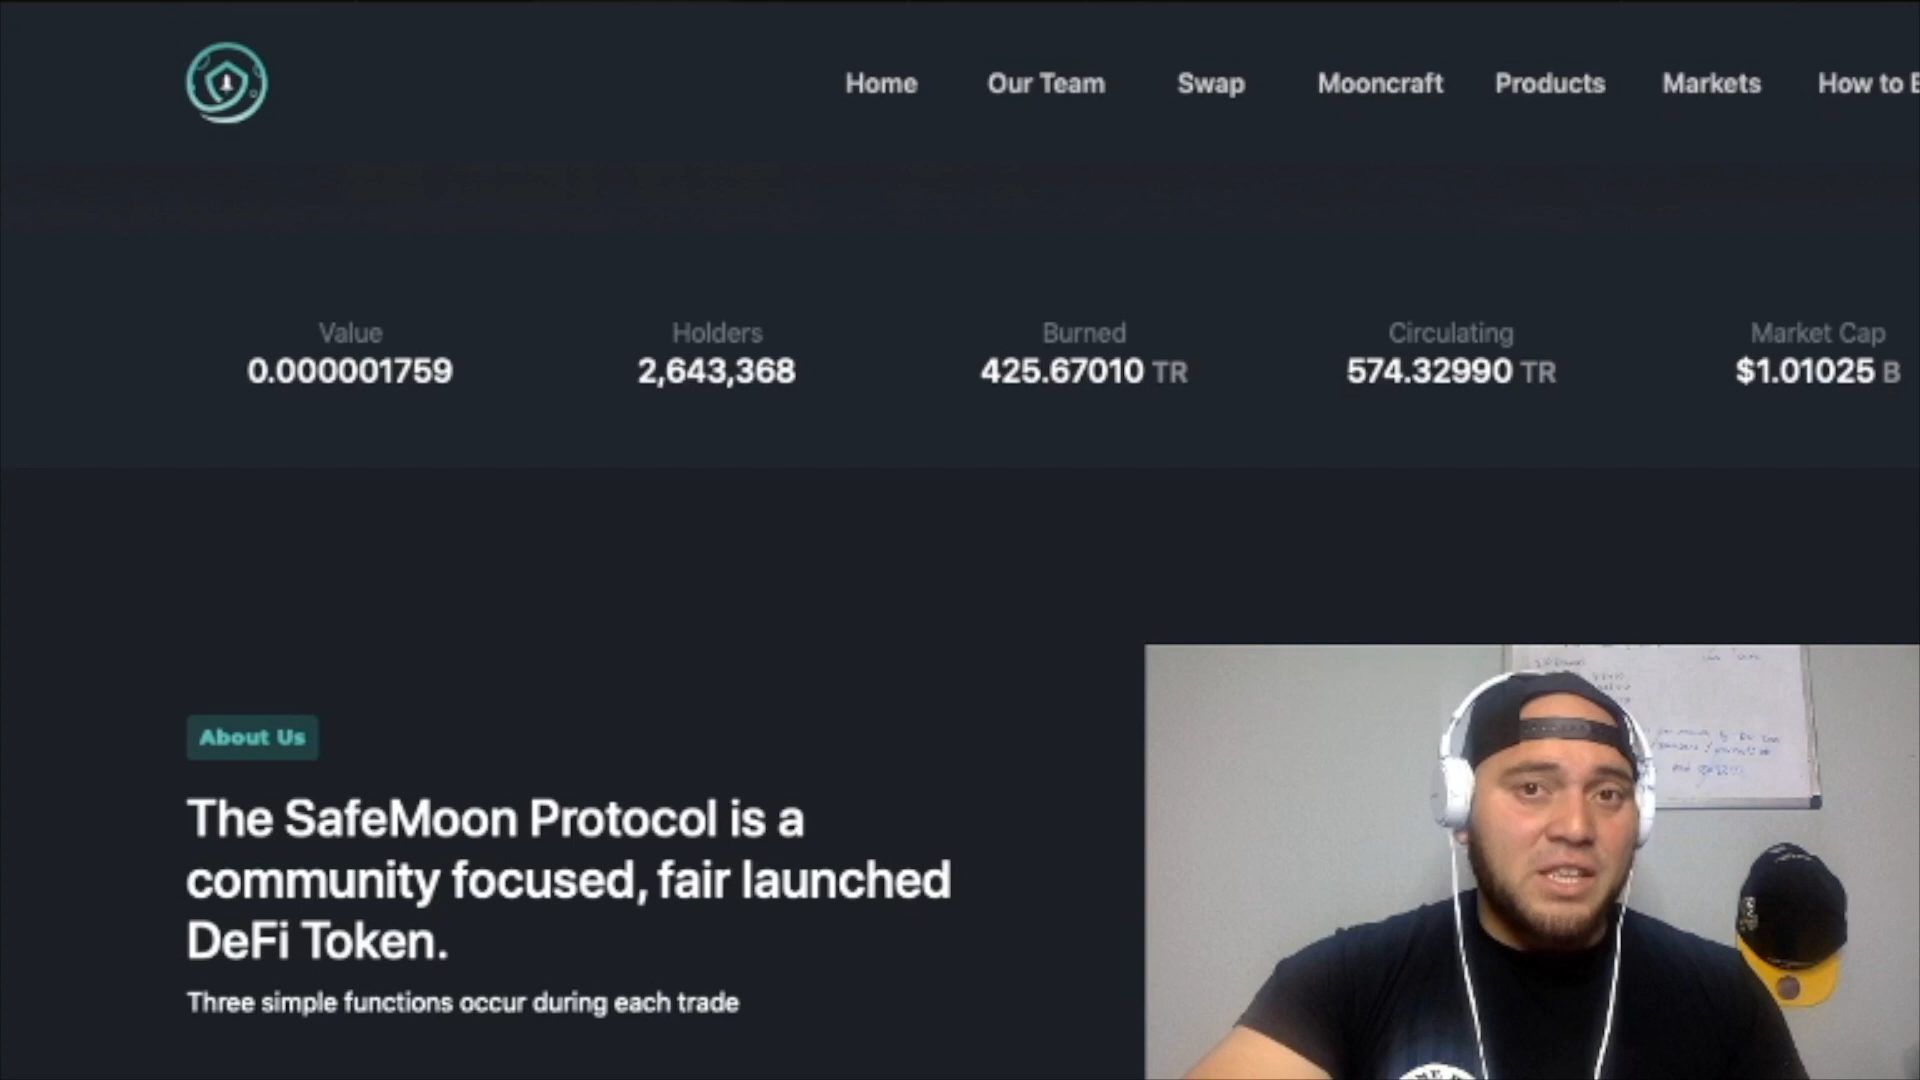 Home Our Team Swap Mooncraft Products Markets How to
Value Holders Burned Circulating Market Cap
0.000001759 2,643,368 425.67010 TR 574.32990 TR $1.01025 B
About Us
The SafeMoon Protocol is a
community focused, fair launched
DeFi Token.
Three simple functions occur during each trade